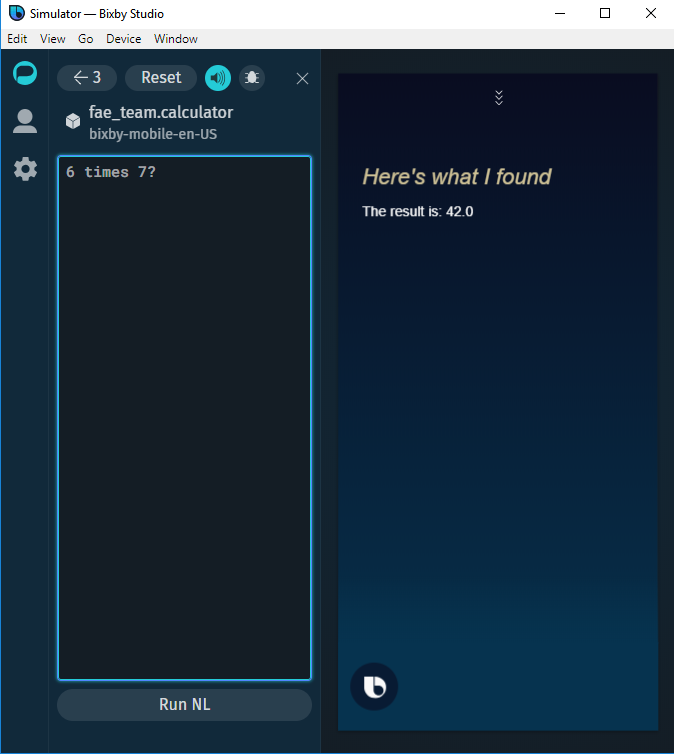 Simulator — Bixby Studio
Edit View Go Device Window
3 Reset
fae_team.calculator
bixby-mobile-en-US
6 times 7?
Run NL
Here's what I found
The result is: 42.0